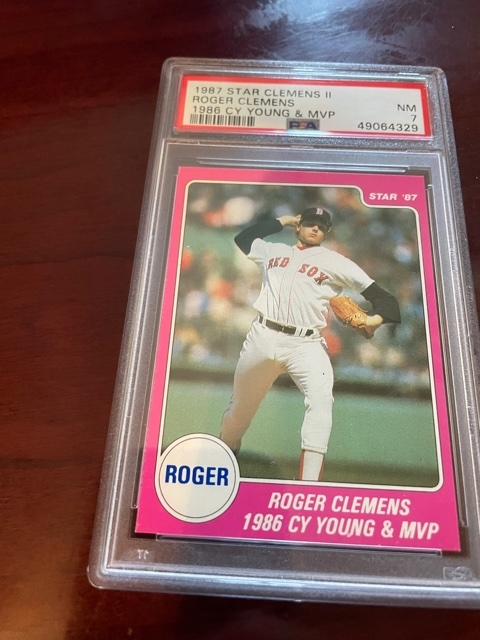 1987 STAR CLEMENS II
ROGER CLEMENS NM
1986 CY YOUNG & MVP 7
PSA 49064329
STAR '87
B
RED SOX
ROGER
ROGER CLEMENS
1986 CY YOUNG & MVP